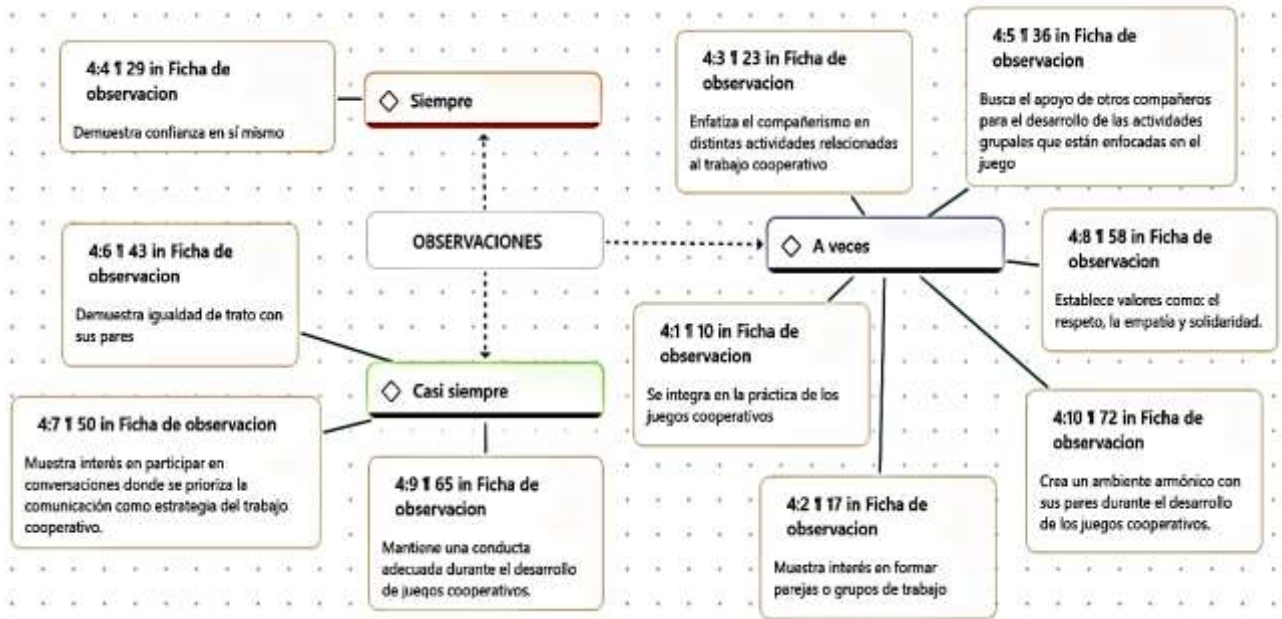 4:4 ¶ 29 in Ficha de
observacion
Demuestra confianza en sí mismo
Siempre
4:3 ¶ 23 in Ficha de
observacion
Enfatiza el compañerismo en
distintas actividades relacionadas
al trabajo cooperativo
4:5 ¶ 36 in Ficha de
observacion
Busca el apoyo de otros compañeros
para el desarrollo de las actividades
grupales que están enfocadas en el
juego
OBSERVACIONES
A veces
4:6 ¶ 43 in Ficha de
observacion
Demuestra igualdad de trato con
sus pares
4:8 ¶ 58 in Ficha de
observacion
Establece valores como: el
respeto, la empatía y solidaridad.
Casi siempre
4:1 ¶ 10 in Ficha de
observacion
Se integra en la práctica de los
juegos cooperativos
4:7 ¶ 50 in Ficha de observacion
Muestra interés en participar en
conversaciones donde se prioriza la
comunicación como estrategia del trabajo
cooperativo.
4:9 ¶ 65 in Ficha de
observacion
Mantiene una conducta
adecuada durante el desarrollo
de juegos cooperativos.
4:2 ¶ 17 in Ficha de
observacion
Muestra interés en formar
parejas o grupos de trabajo
4:10 ¶ 72 in Ficha de
observacion
Crea un ambiente armónico con
sus pares durante el desarrollo
de los juegos cooperativos.